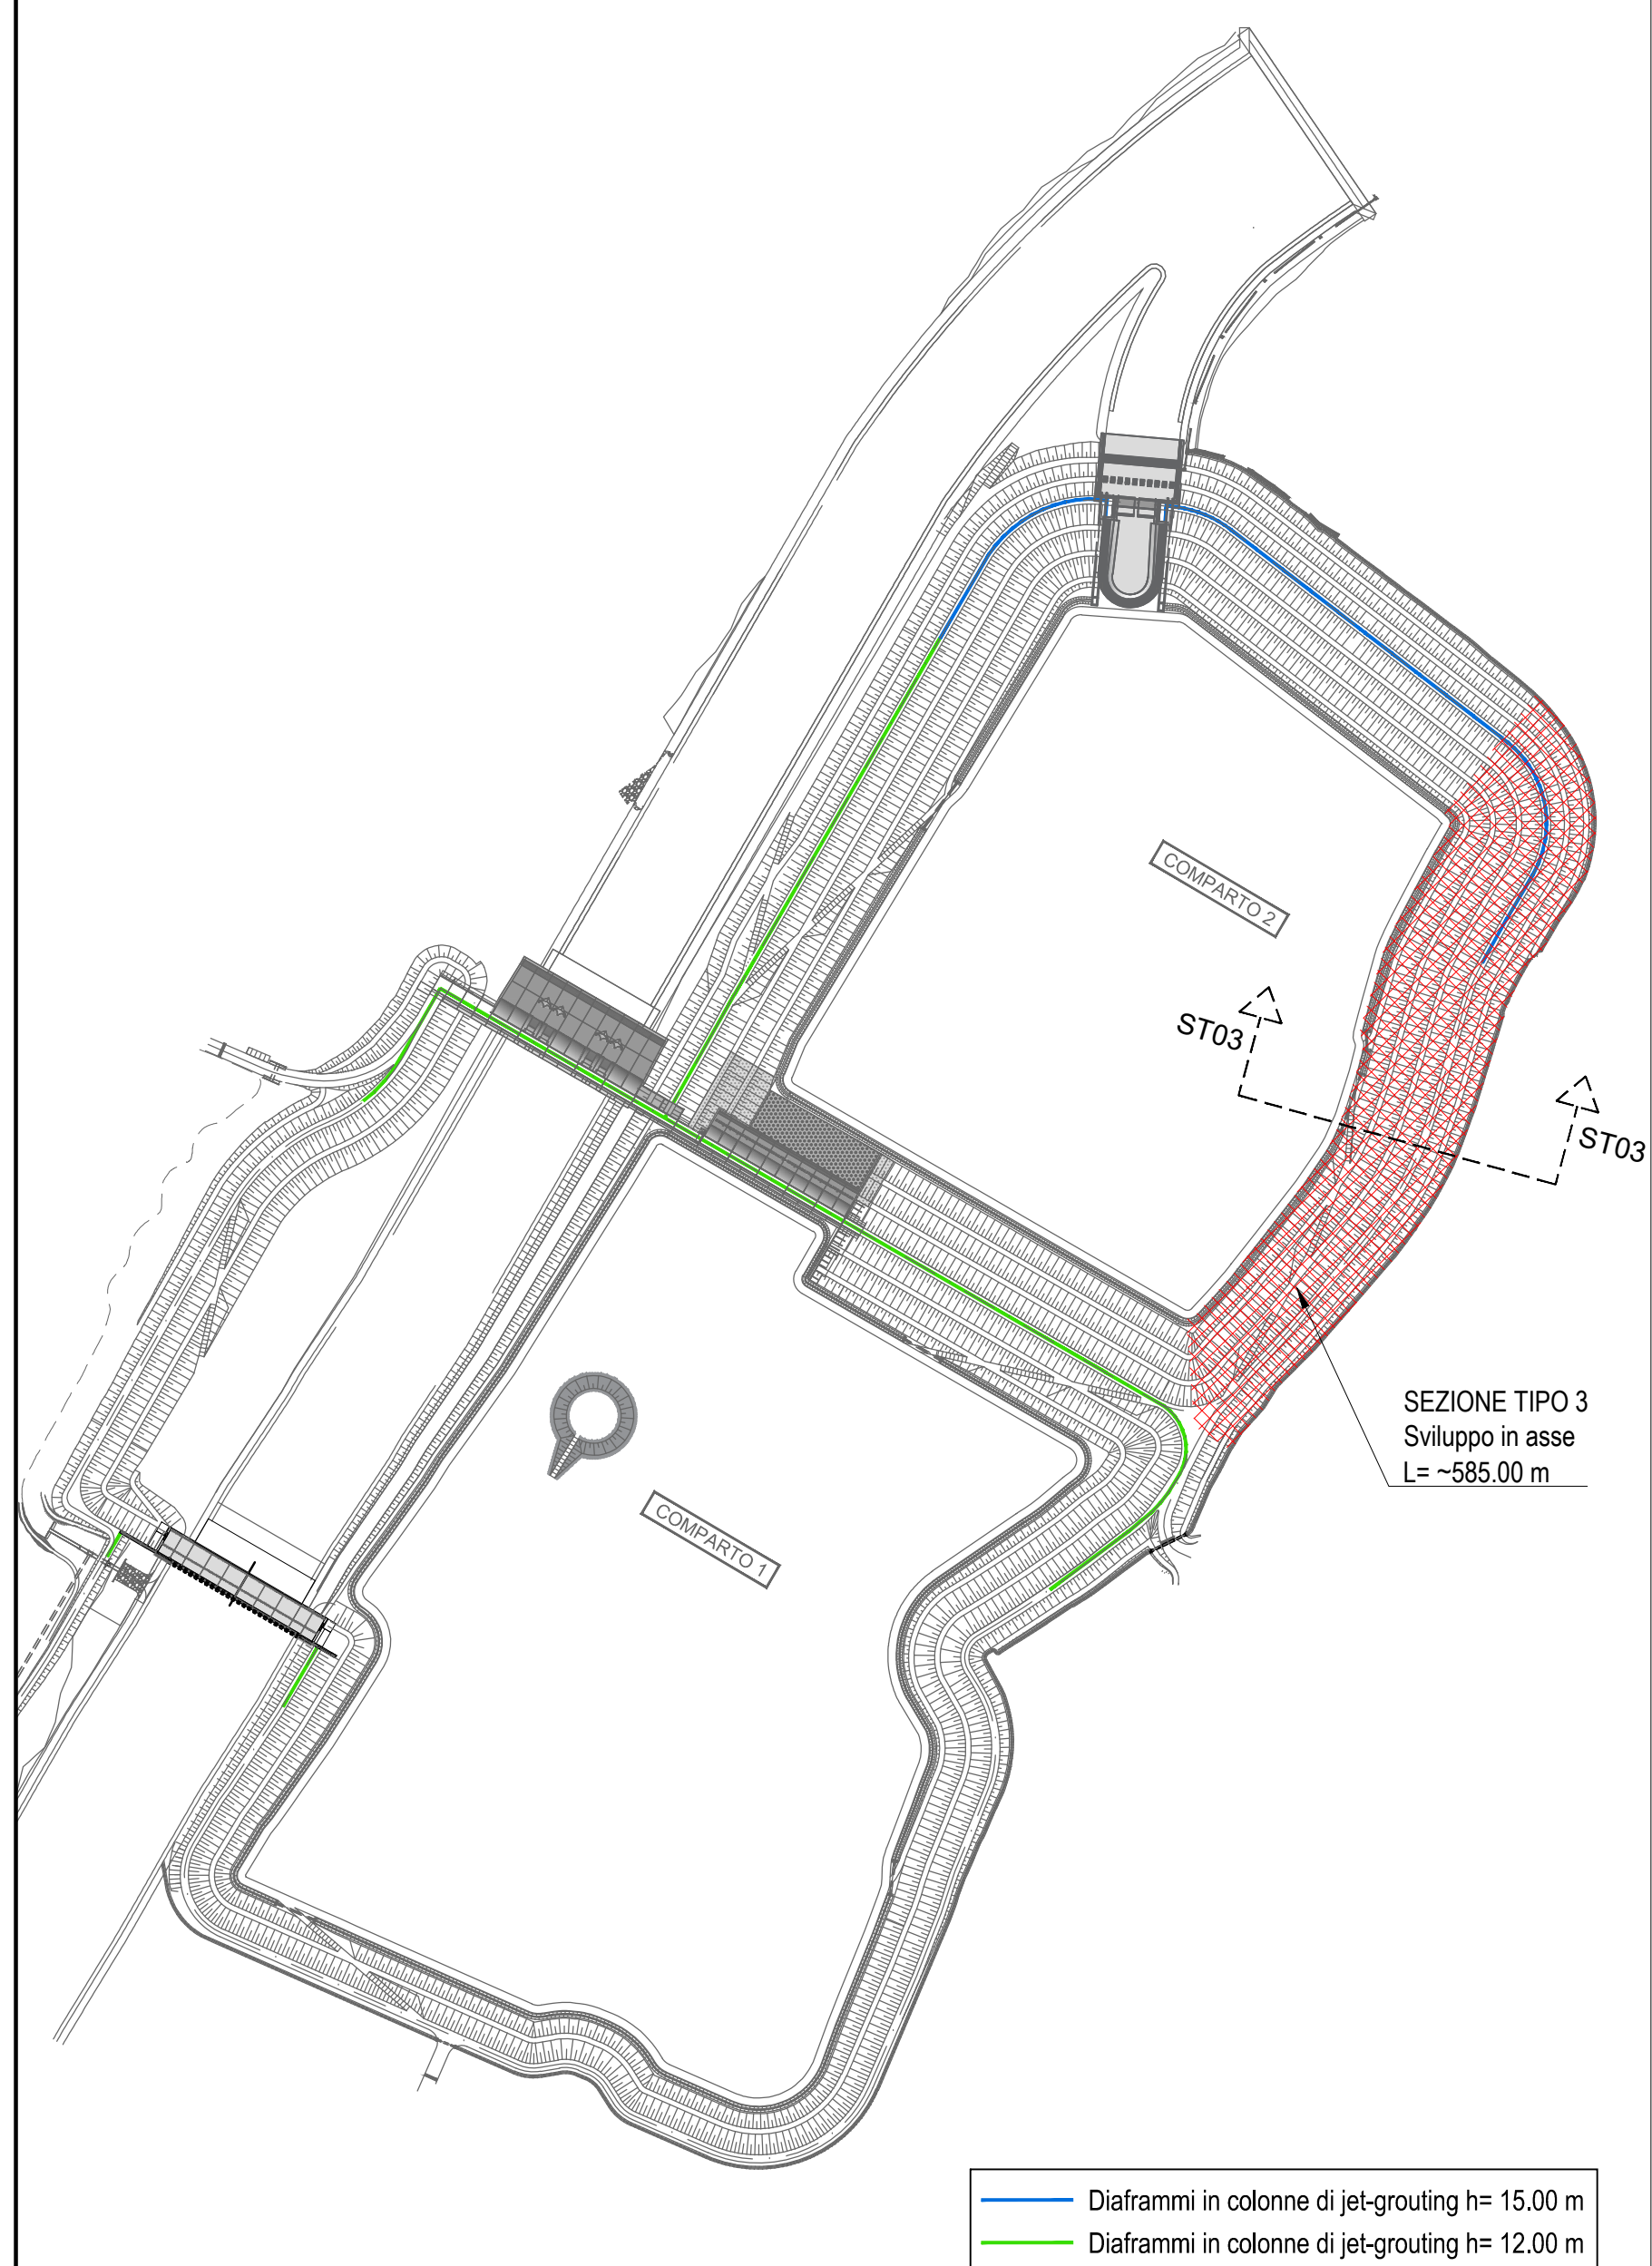 COMPARTO 2
ST03
ST03
SEZIONE TIPO 3
Sviluppo in asse
L= ~585.00 m
COMPARTO 1
Diaframmi in colonne di jet-grouting h= 15.00 m
Diaframmi in colonne di jet-grouting h= 12.00 m